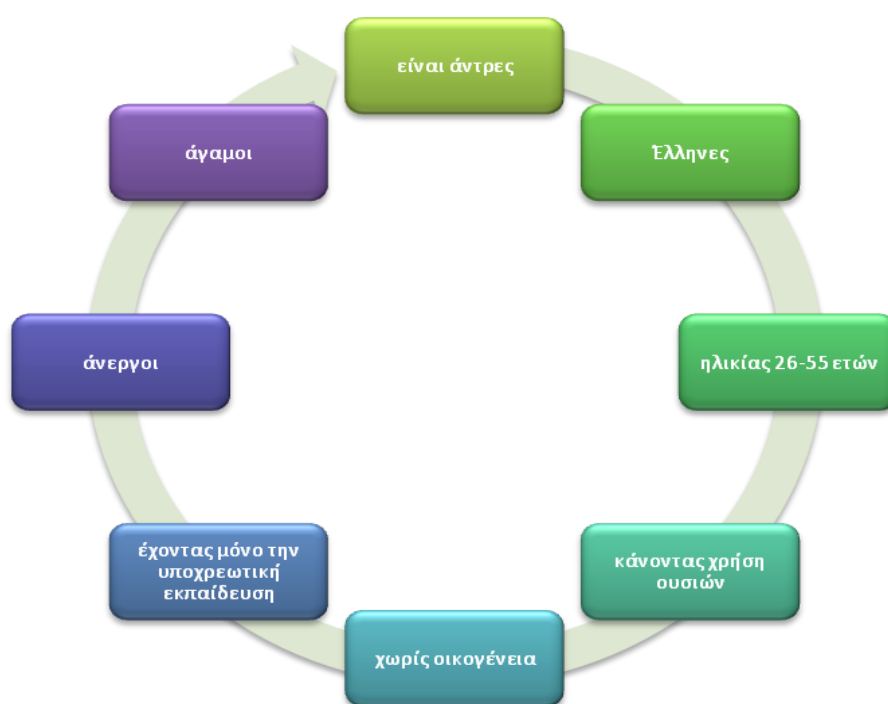 είναι άντρες
Έλληνες
ηλικίας 26-55 ετών
κάνοντας χρήση
ουσιών
χωρίς οικογένεια
έχοντας μόνο την
υποχρεωτική
εκπαίδευση
άνεργοι
άγαμοι